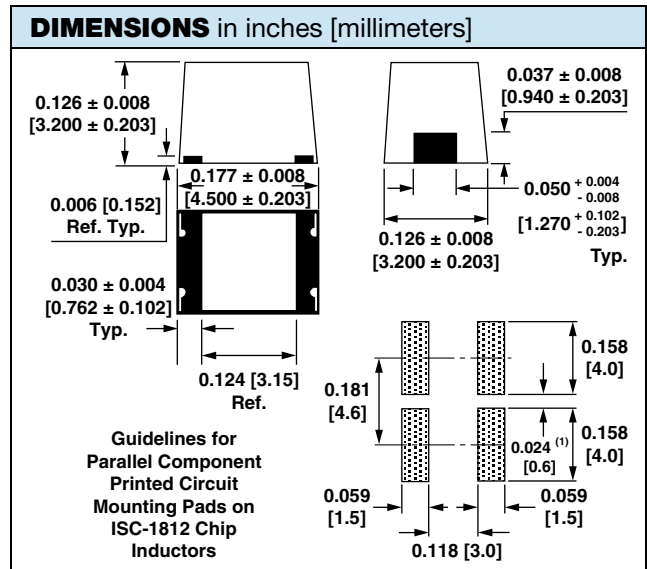 DIMENSIONS in inches [millimeters]
0.126 ± 0.008
[3.200 ± 0.203]
0.006 [0.152]
Ref. Typ.
0.177 ± 0.008
[4.500 ± 0.203]
0.030 ± 0.004
[0.762 ± 0.102]
Typ.
0.124 [3.15]
Ref.
0.037 ± 0.008
[0.940 ± 0.203]
0.050 + 0.004
- 0.008
[1.270 + 0.102
- 0.203]
Typ.
0.126 ± 0.008
[3.200 ± 0.203]
Guidelines for
Parallel Component
Printed Circuit
Mounting Pads on
ISC-1812 Chip
Inductors
0.181
[4.6]
0.158
[4.0]
0.024 (1)
[0.6]
0.158
[4.0]
0.059
[1.5]
0.059
[1.5]
0.118 [3.0]